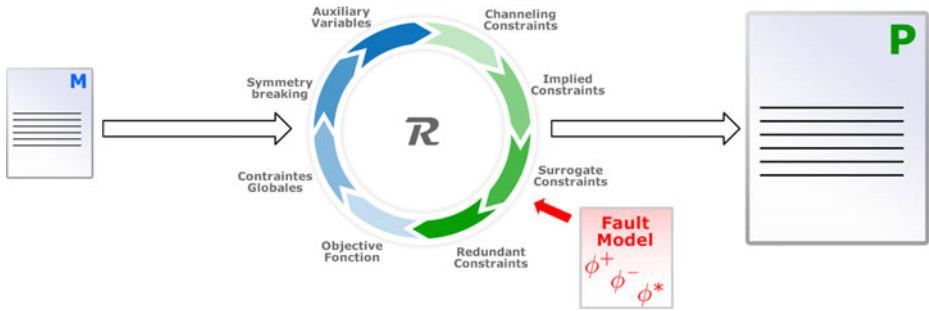 M
Auxiliary
Variables
Channeling
Constraints
Symmetry
breaking
Implied
Constraints
R
Contraintes
Globales
Surrogate
Constraints
Objective
Fonction
Redundant
Constraints
Fault
Model
ϕ+
ϕ−
ϕ*
P